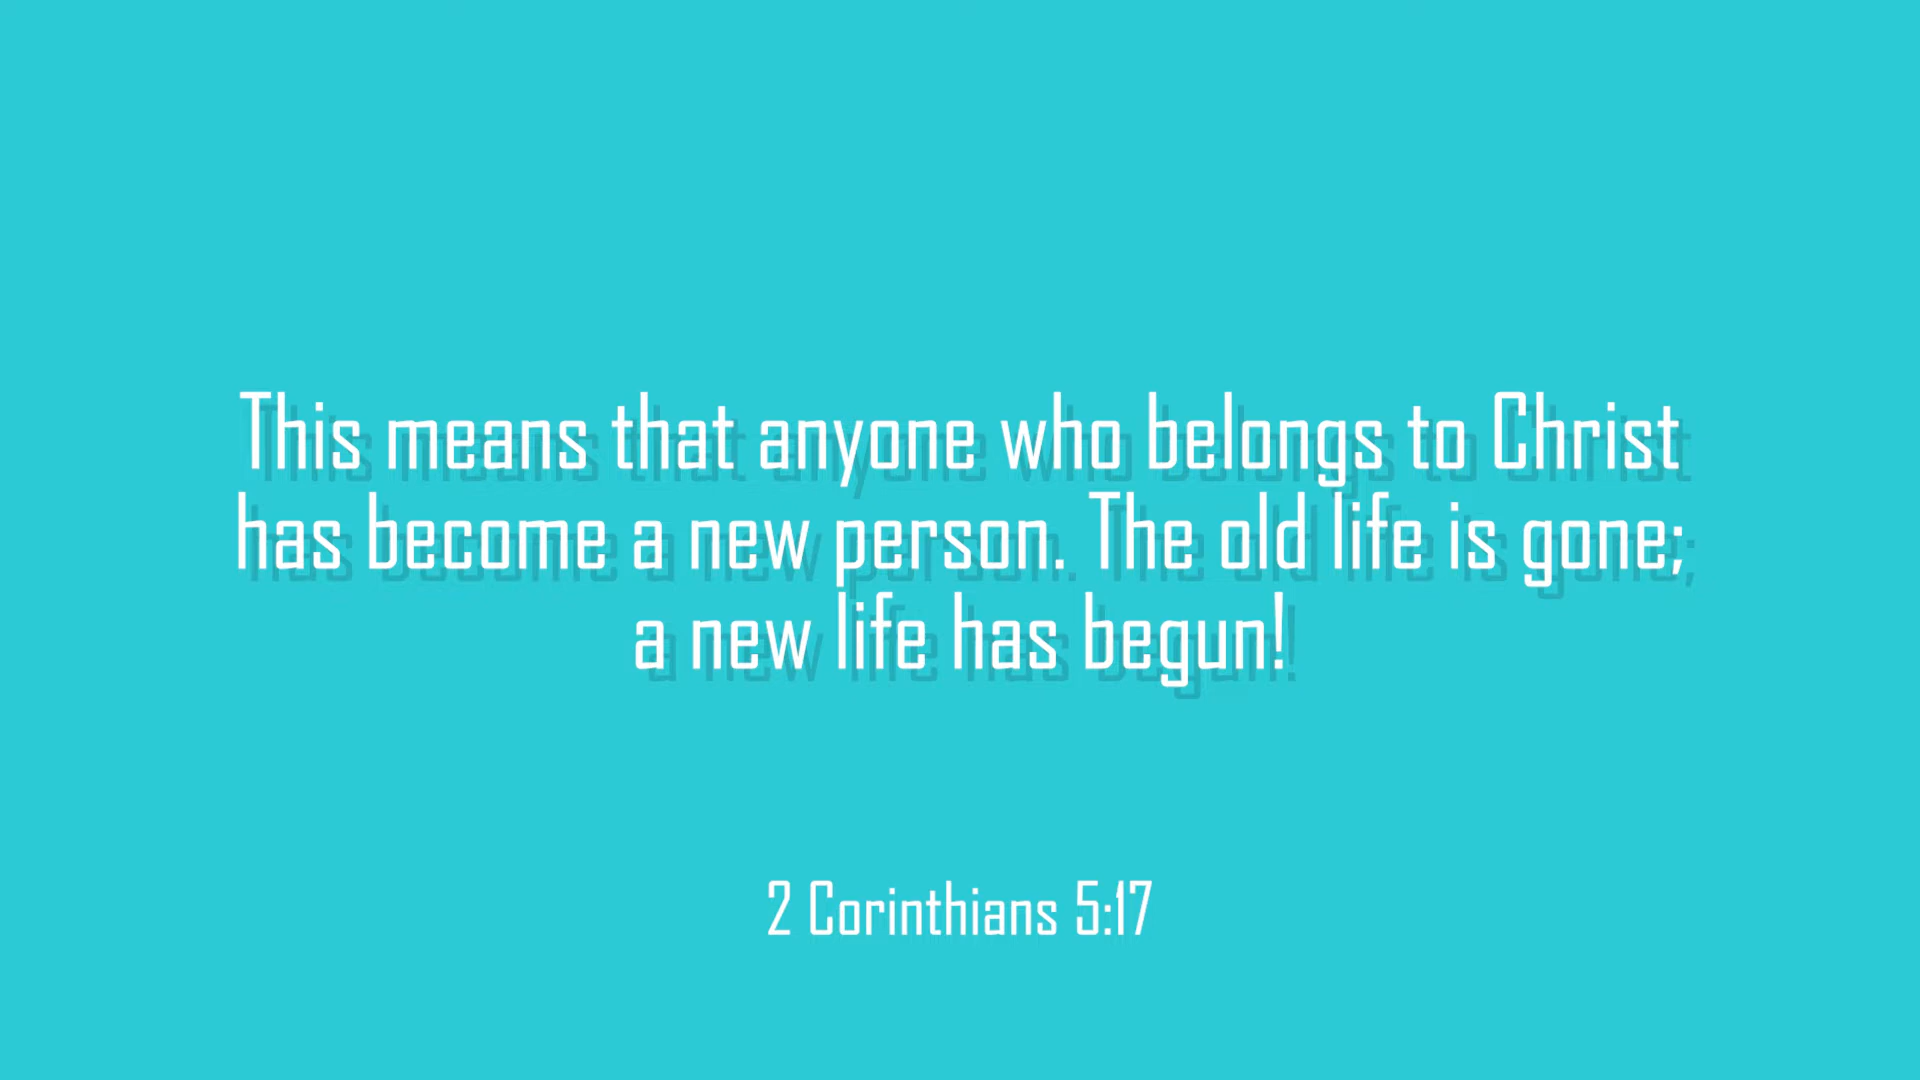 This means that anyone who belongs to Christ
has become a new person. The old life is gone;
a new life has begun!
2 Corinthians 5:17